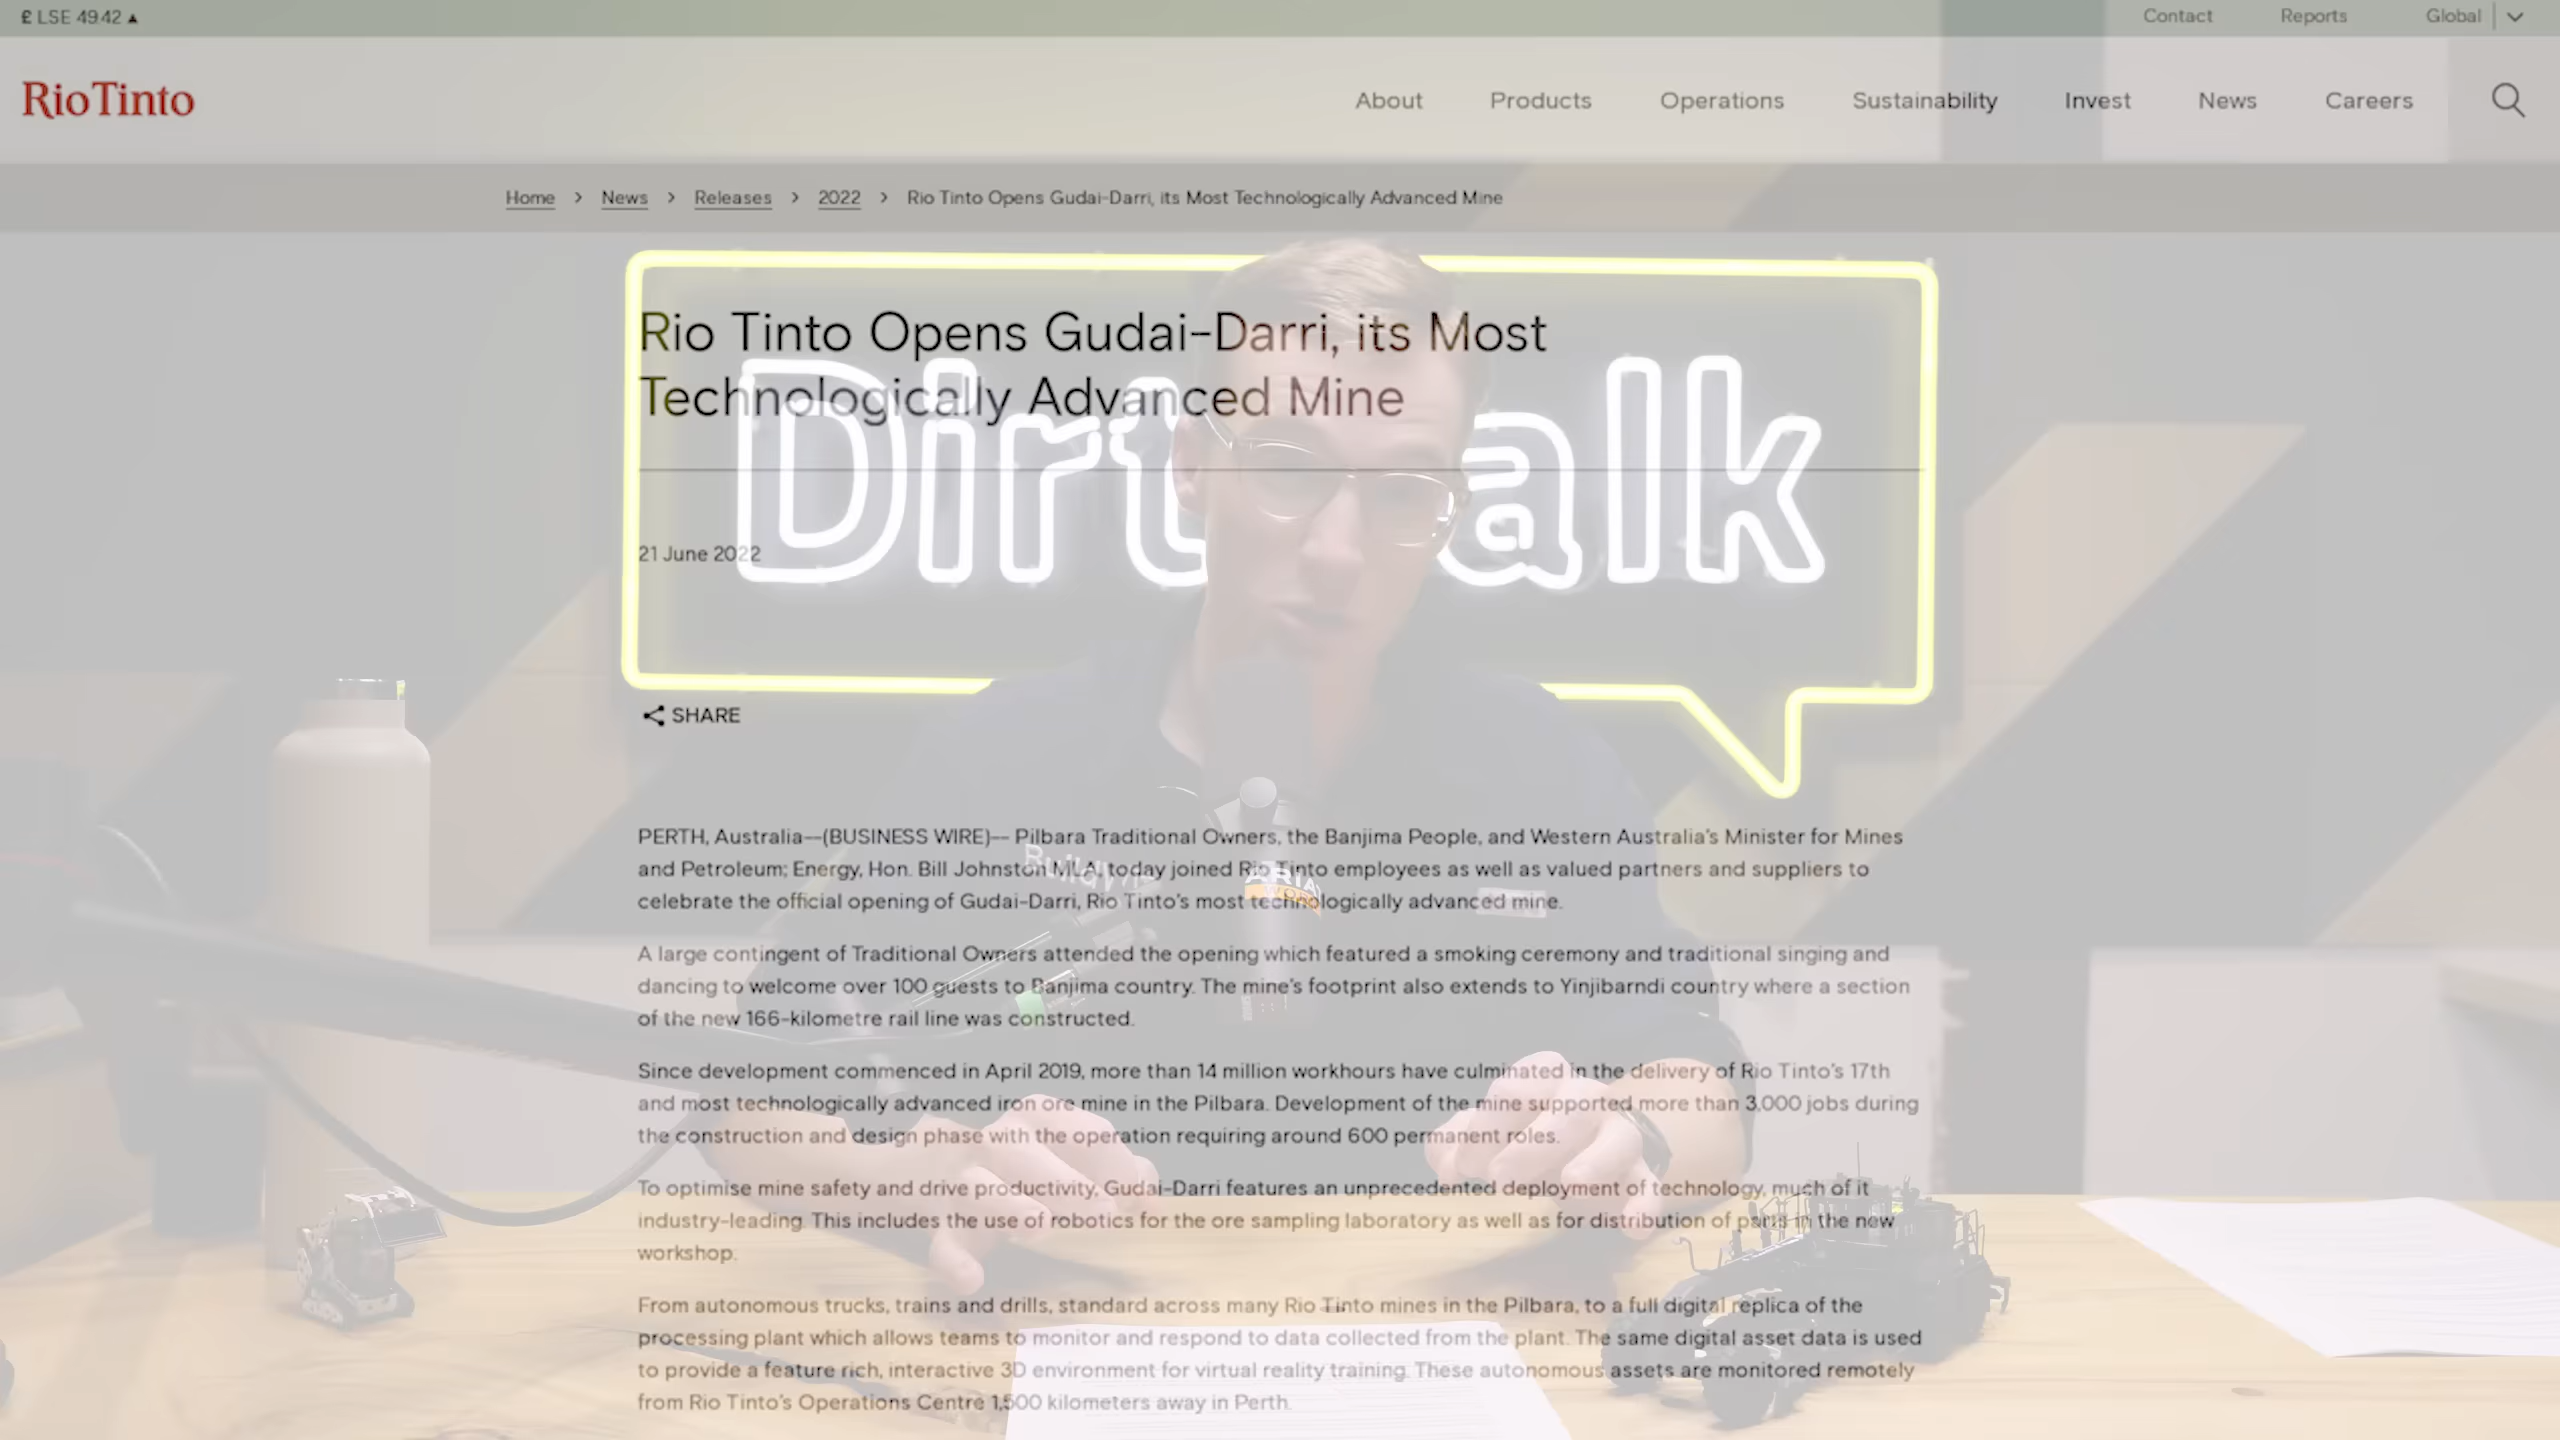 £ LSE 49.42 ▲
Contact Reports Global
RioTinto
About Products Operations Sustainability Invest News Careers
Home > News > Releases > 2022 > Rio Tinto Opens Gudai-Darri, its Most Technologically Advanced Mine
Rio Tinto Opens Gudai-Darri, its Most
Technologically Advanced Mine
Dirt alk
21 June 2022
SHARE
PERTH, Australia--(BUSINESS WIRE)-- Pilbara Traditional Owners, the Banjima People, and Western Australia's Minister for Mines
and Petroleum; Energy, Hon. Bill Johnston MLA, today joined Rio Tinto employees as well as valued partners and suppliers to
celebrate the official opening of Gudai-Darri, Rio Tinto's most technologically advanced mine.
A large contingent of Traditional Owners attended the opening which featured a smoking ceremony and traditional singing and
dancing to welcome over 100 guests to Banjima country. The mine's footprint also extends to Yinjibarndi country where a section
of the new 166-kilometre rail line was constructed.
Since development commenced in April 2019, more than 14 million workhours have culminated in the delivery of Rio Tinto's 17th
and most technologically advanced iron ore mine in the Pilbara. Development of the mine supported more than 3,000 jobs during
the construction and design phase with the operation requiring around 600 permanent roles.
To optimise mine safety and drive productivity, Gudai-Darri features an unprecedented deployment of technology, much of it
industry-leading. This includes the use of robotics for the ore sampling laboratory as well as for distribution of parts in the new
workshop.
From autonomous trucks, trains and drills, standard across many Rio Tinto mines in the Pilbara, to a full digital replica of the
processing plant which allows teams to monitor and respond to data collected from the plant. The same digital asset data is used
to provide a feature rich, interactive 3D environment for virtual reality training. These autonomous assets are monitored remotely
from Rio Tinto's Operations Centre 1,500 kilometers away in Perth.